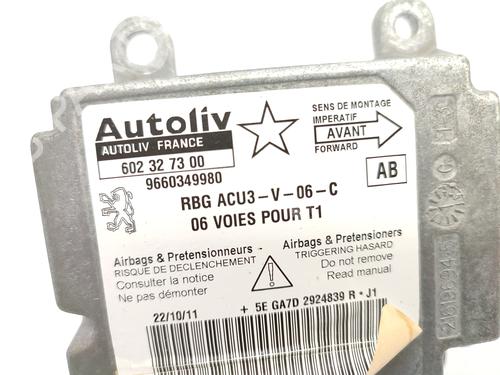 Autoliv
AUTOLIV FRANCE
602 32 73 00
9660349980
SENS DE MONTAGE
IMPERATIF
AVANT
FORWARD
AB
RBG ACU3-V-06-C
06 VOIES POUR T1
Airbags & Pretensionneurs
RISQUE DE DECLENCHEMENT
Consulter la notice
Ne pas démonter
Airbags & Pretensioners
TRIGGERING HASARD
Do not remove
Read manual
22/10/11
+ 5E GA7D 2924839 R · J1